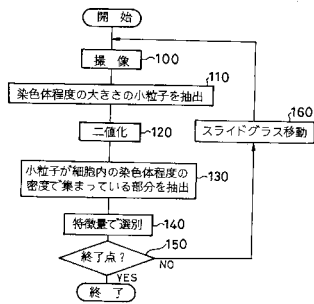 開始
撮像
100
染色体程度の大きさの小粒子を抽出
110
二値化
120
小粒子が細胞内の染色体程度の
密度で集まっている部分を抽出
130
特徴量で選別
140
終了点?
150
NO
YES
終了
160
スライドグラス移動